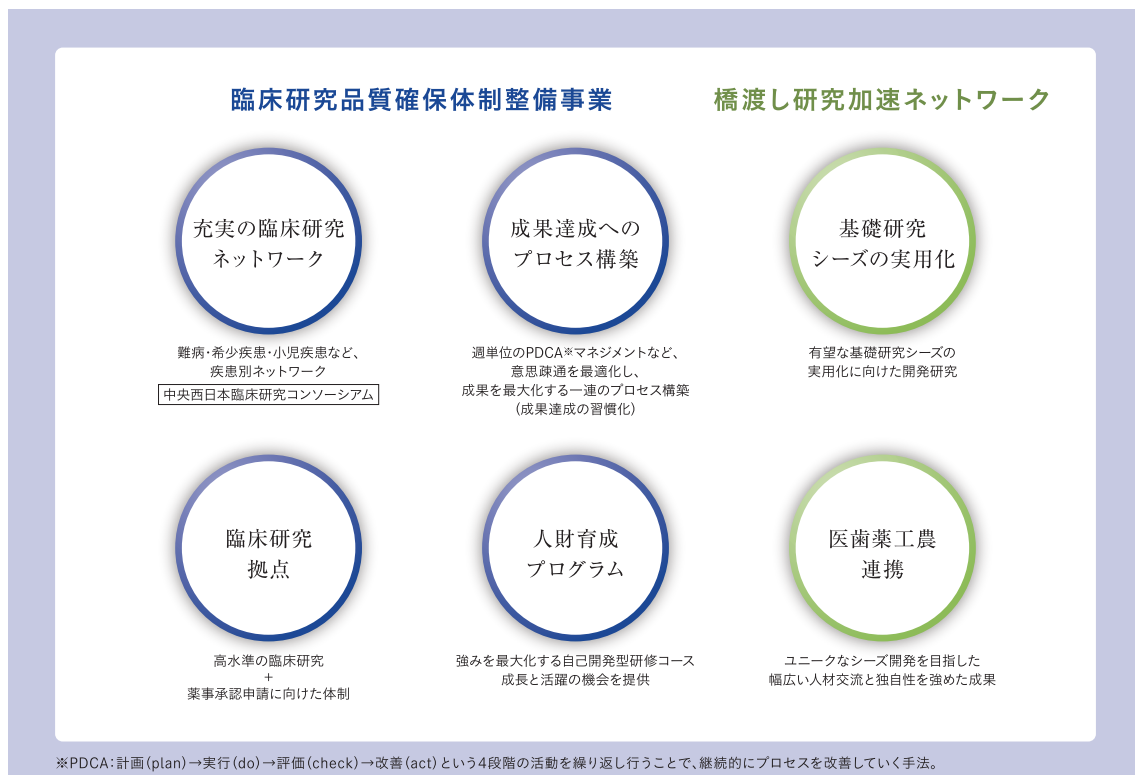 臨床研究品質確保体制整備事業
橋渡し研究加速ネットワーク
充実の臨床研究
ネットワーク
難病・希少疾患・小児疾患など、
疾患別ネットワーク
中央西日本臨床研究コンソーシアム
成果達成への
プロセス構築
週単位のPDCA※マネジメントなど、
意思疎通を最適化し、
成果を最大化する一連のプロセス構築
(成果達成の習慣化)
基礎研究
シーズの実用化
有望な基礎研究シーズの
実用化に向けた開発研究
臨床研究
拠点
高水準の臨床研究
+
薬事承認申請に向けた体制
人財育成
プログラム
強みを最大化する自己開発型研修コース
成長と活躍の機会を提供
医歯薬工農
連携
ユニークなシーズ開発を目指した
幅広い人材交流と独自性を強めた成果
※PDCA:計画(plan)→実行(do)→評価(check)→改善(act)という4段階の活動を繰り返し行うことで、継続的にプロセスを改善していく手法。